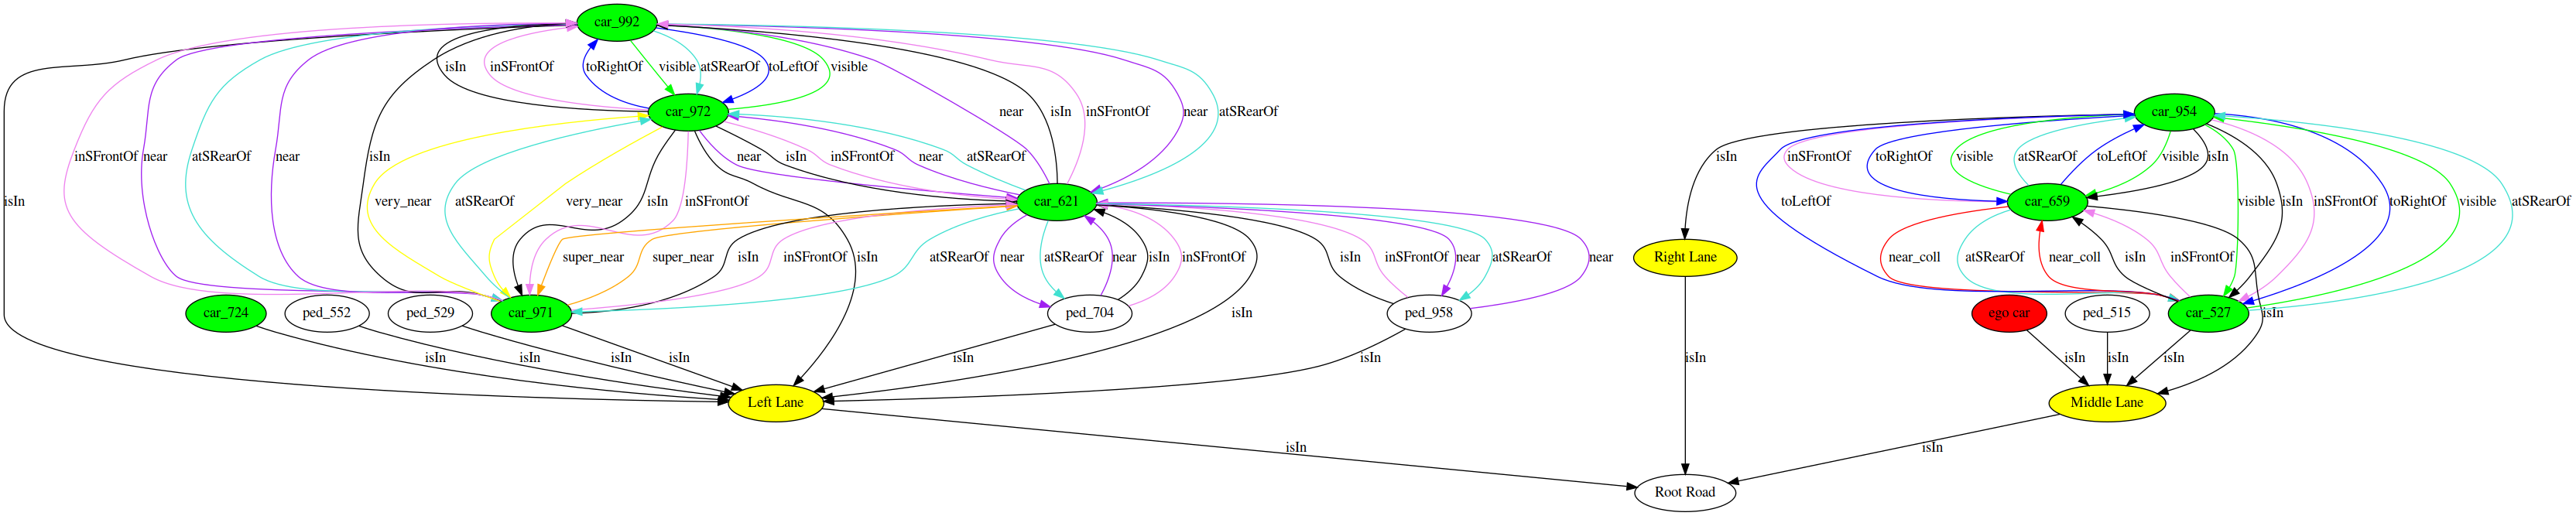 car_992
isIn inSFrontOf toRightOf visible atSRearOf toLeftOf visible
car_972 car_954
near isIn inSFrontOf near atSRearOf
inSFrontOf near atSRearOf near isIn near isIn inSFrontOf near atSRearOf isIn inSFrontOf toRightOf visible atSRearOf toLeftOf visible isIn
isIn very_near atSRearOf very_near isIn inSFrontOf car_621 toLeftOf car_659 visible isIn inSFrontOf toRightOf visible atSRearOf
super_near super_near isIn inSFrontOf isIn atSRearOf near atSRearOf near isIn inSFrontOf isIn inSFrontOf near atSRearOf near Right Lane near_coll atSRearOf near_coll isIn inSFrontOf
car_724 ped_552 ped_529 car_971 ped_704 isIn ped_958 ego car ped_515 car_527 isIn
isIn isIn isIn isIn isIn isIn isIn isIn isIn isIn
Left Lane Middle Lane
isIn isIn
Root Road